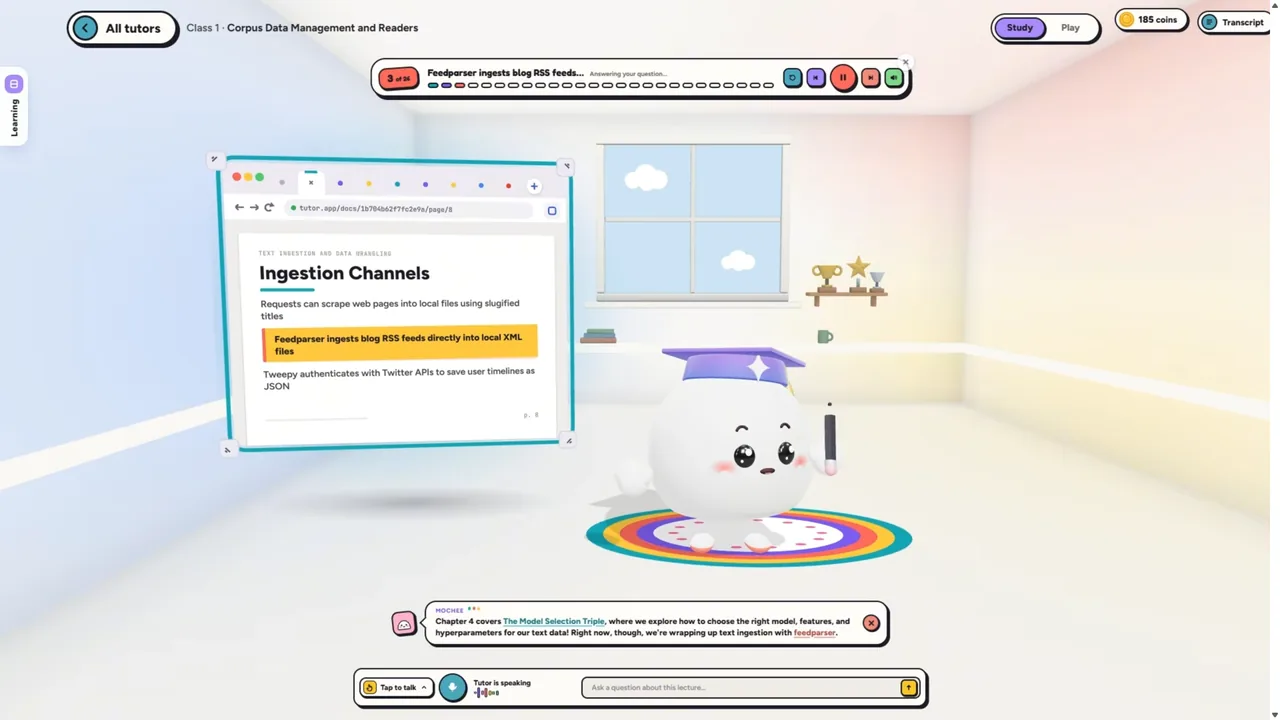 All tutors
Class 1 · Corpus Data Management and Readers
Study
Play
185 coins
Transcript
Learning
3 of 26
Feedparser ingests blog RSS feeds...
Answering your question...
tutor.app/docs/1b704b62f7fc2e9a/page/8
TEXT INGESTION AND DATA WRANGLING
Ingestion Channels
Requests can scrape web pages into local files using slugified
titles
Feedparser ingests blog RSS feeds directly into local XML
files
Tweepy authenticates with Twitter APIs to save user timelines as
JSON
p. 8
MOCHEE
Chapter 4 covers The Model Selection Triple, where we explore how to choose the right model, features, and
hyperparameters for our text data! Right now, though, we're wrapping up text ingestion with feedparser.
Tap to talk
Tutor is speaking
Ask a question about this lecture...